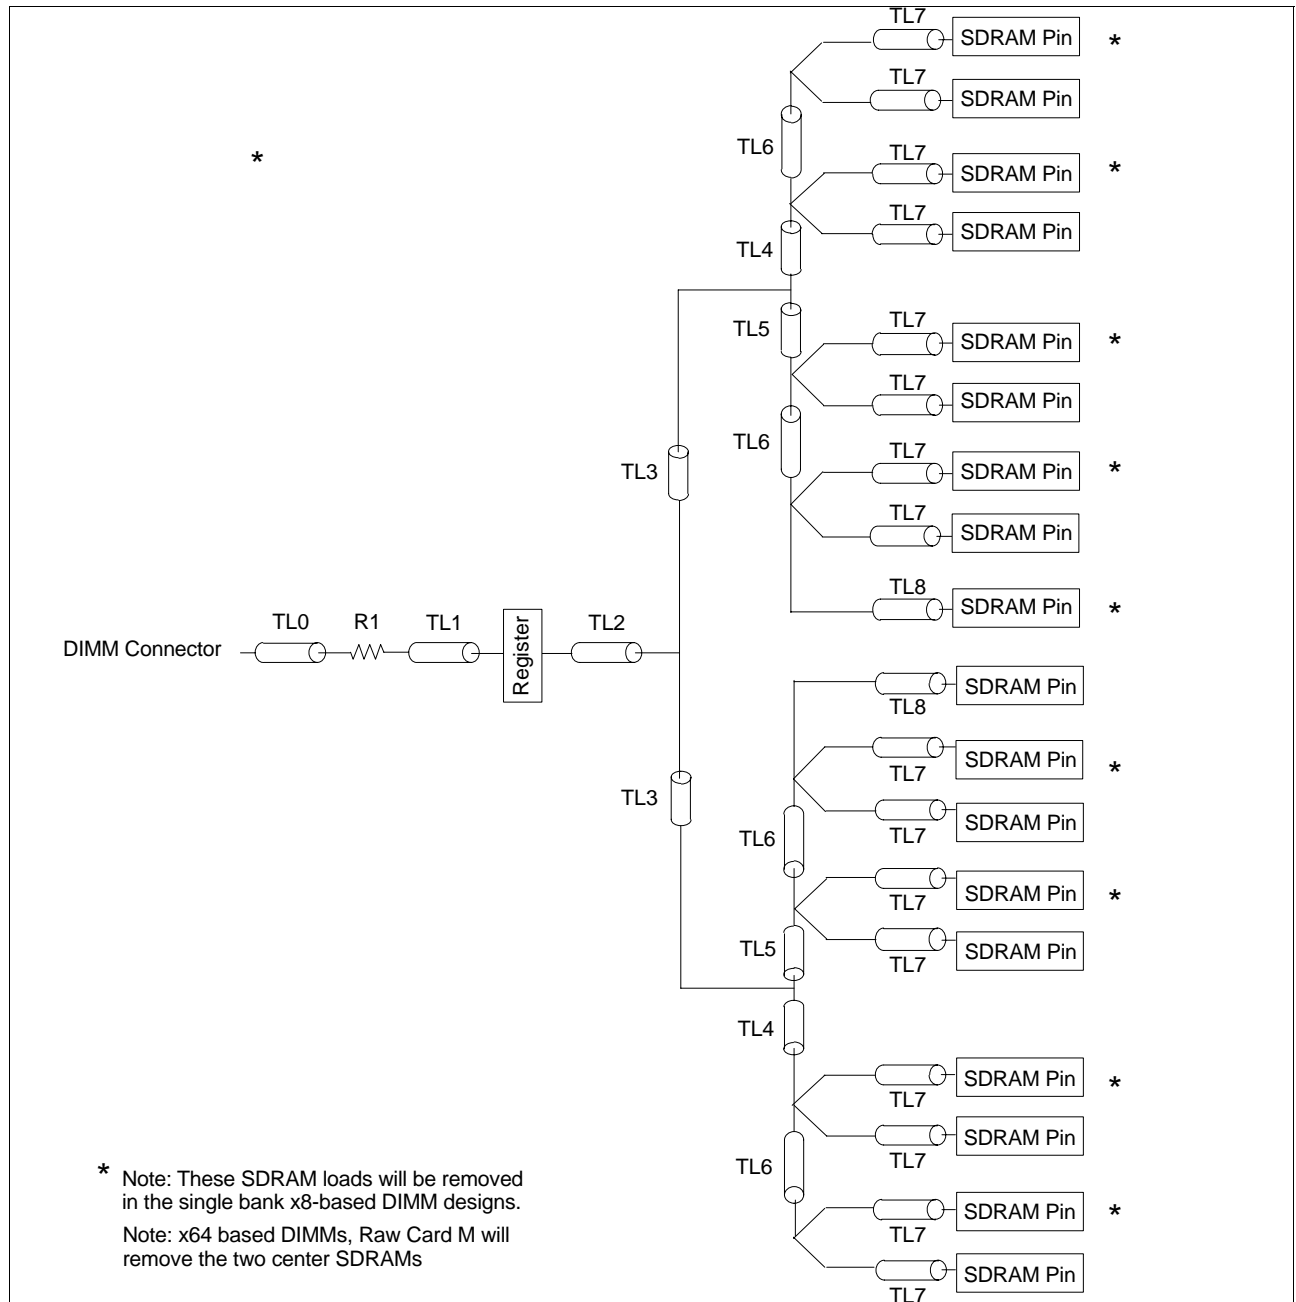 TL7
SDRAM Pin *
TL7
SDRAM Pin
TL6
*
TL7
SDRAM Pin *
TL7
SDRAM Pin
TL4
TL5
TL7
SDRAM Pin *
TL7
SDRAM Pin
TL6
TL7
SDRAM Pin *
TL3
TL7
SDRAM Pin
TL8
SDRAM Pin *
DIMM Connector
TL0
R1
TL1
Register
TL2
SDRAM Pin
TL8
SDRAM Pin *
TL7
TL3
SDRAM Pin
TL7
TL6
SDRAM Pin *
TL7
TL5
SDRAM Pin
TL7
TL4
SDRAM Pin *
TL7
SDRAM Pin
TL7
TL6
SDRAM Pin *
TL7
SDRAM Pin
TL7
* Note: These SDRAM loads will be removed
in the single bank x8-based DIMM designs.
Note: x64 based DIMMs, Raw Card M will
remove the two center SDRAMs